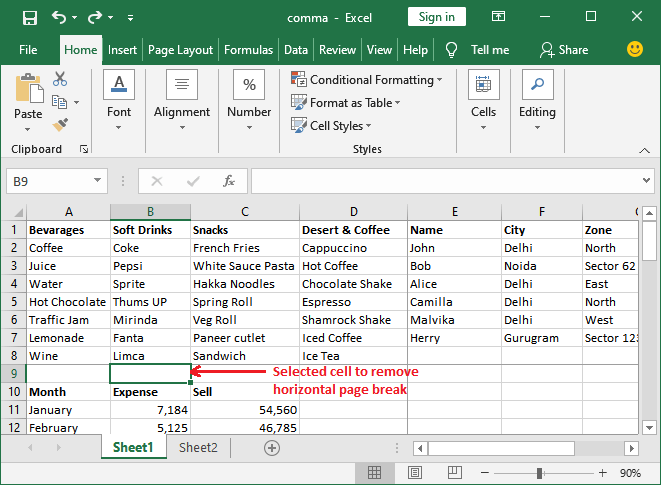 comma - Excel
Sign in
File Home Insert Page Layout Formulas Data Review View Help Tell me Share
Paste
Clipboard
A
Font
Alignment
%
Number
Conditional Formatting
Format as Table
Cell Styles
Styles
Cells
Editing
B9 fx
A B C D E F
1 Bevarages Soft Drinks Snacks Desert & Coffee Name City Zone
2 Coffee Coke French Fries Cappuccino John Delhi North
3 Juice Pepsi White Sauce Pasta Hot Coffee Bob Noida Sector 62
4 Water Sprite Hakka Noodles Chocolate Shake Alice Delhi East
5 Hot Chocolate Thums UP Spring Roll Espresso Camilla Delhi North
6 Traffic Jam Mirinda Veg Roll Shamrock Shake Malvika Delhi West
7 Lemonade Fanta Paneer cutlet Iced Coffee Herry Gurugram Sector 123
8 Wine Limca Sandwich Ice Tea
9 Selected cell to remove
horizontal page break
10 Month Expense Sell
11 January 7,184 54,560
12 February 5,125 46,785
Sheet1 Sheet2
90%